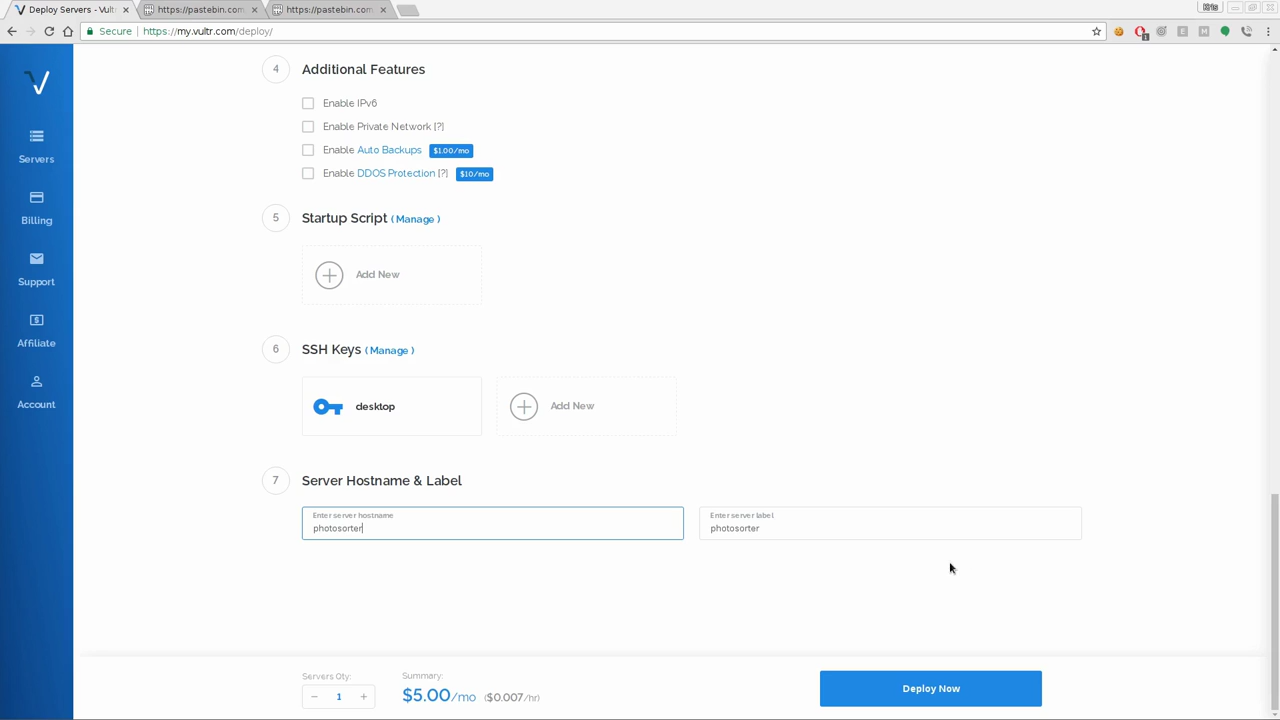 Deploy Servers - Vultr
https://pastebin.com
https://pastebin.com
Secure
https://my.vultr.com/deploy/
Servers
Billing
Support
Affiliate
Account
4
Additional Features
Enable IPv6
Enable Private Network [?]
Enable Auto Backups $1.00/mo
Enable DDOS Protection [?] $10/mo
5
Startup Script ( Manage )
Add New
6
SSH Keys ( Manage )
desktop
Add New
7
Server Hostname & Label
Enter server hostname
photosorter
Enter server label
photosorter
Servers Qty:
1
Summary:
$5.00/mo ($0.007/hr)
Deploy Now